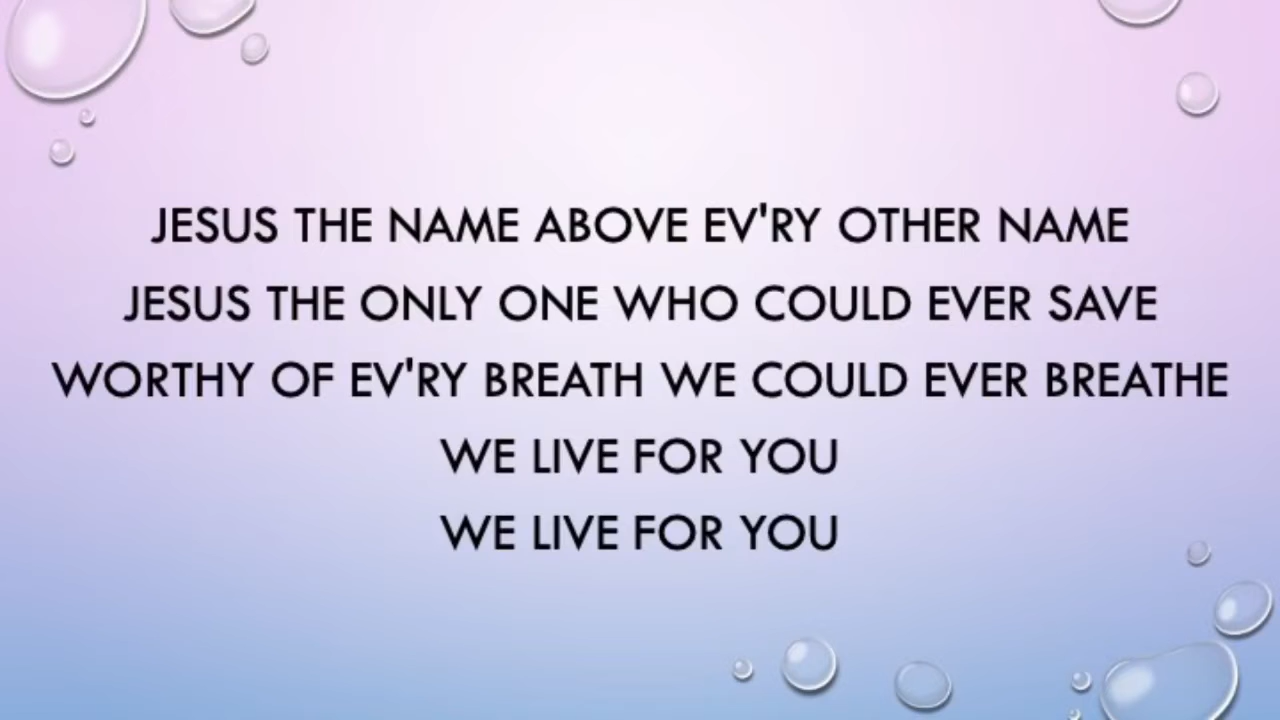 JESUS THE NAME ABOVE EV'RY OTHER NAME
JESUS THE ONLY ONE WHO COULD EVER SAVE
WORTHY OF EV'RY BREATH WE COULD EVER BREATHE
WE LIVE FOR YOU
WE LIVE FOR YOU